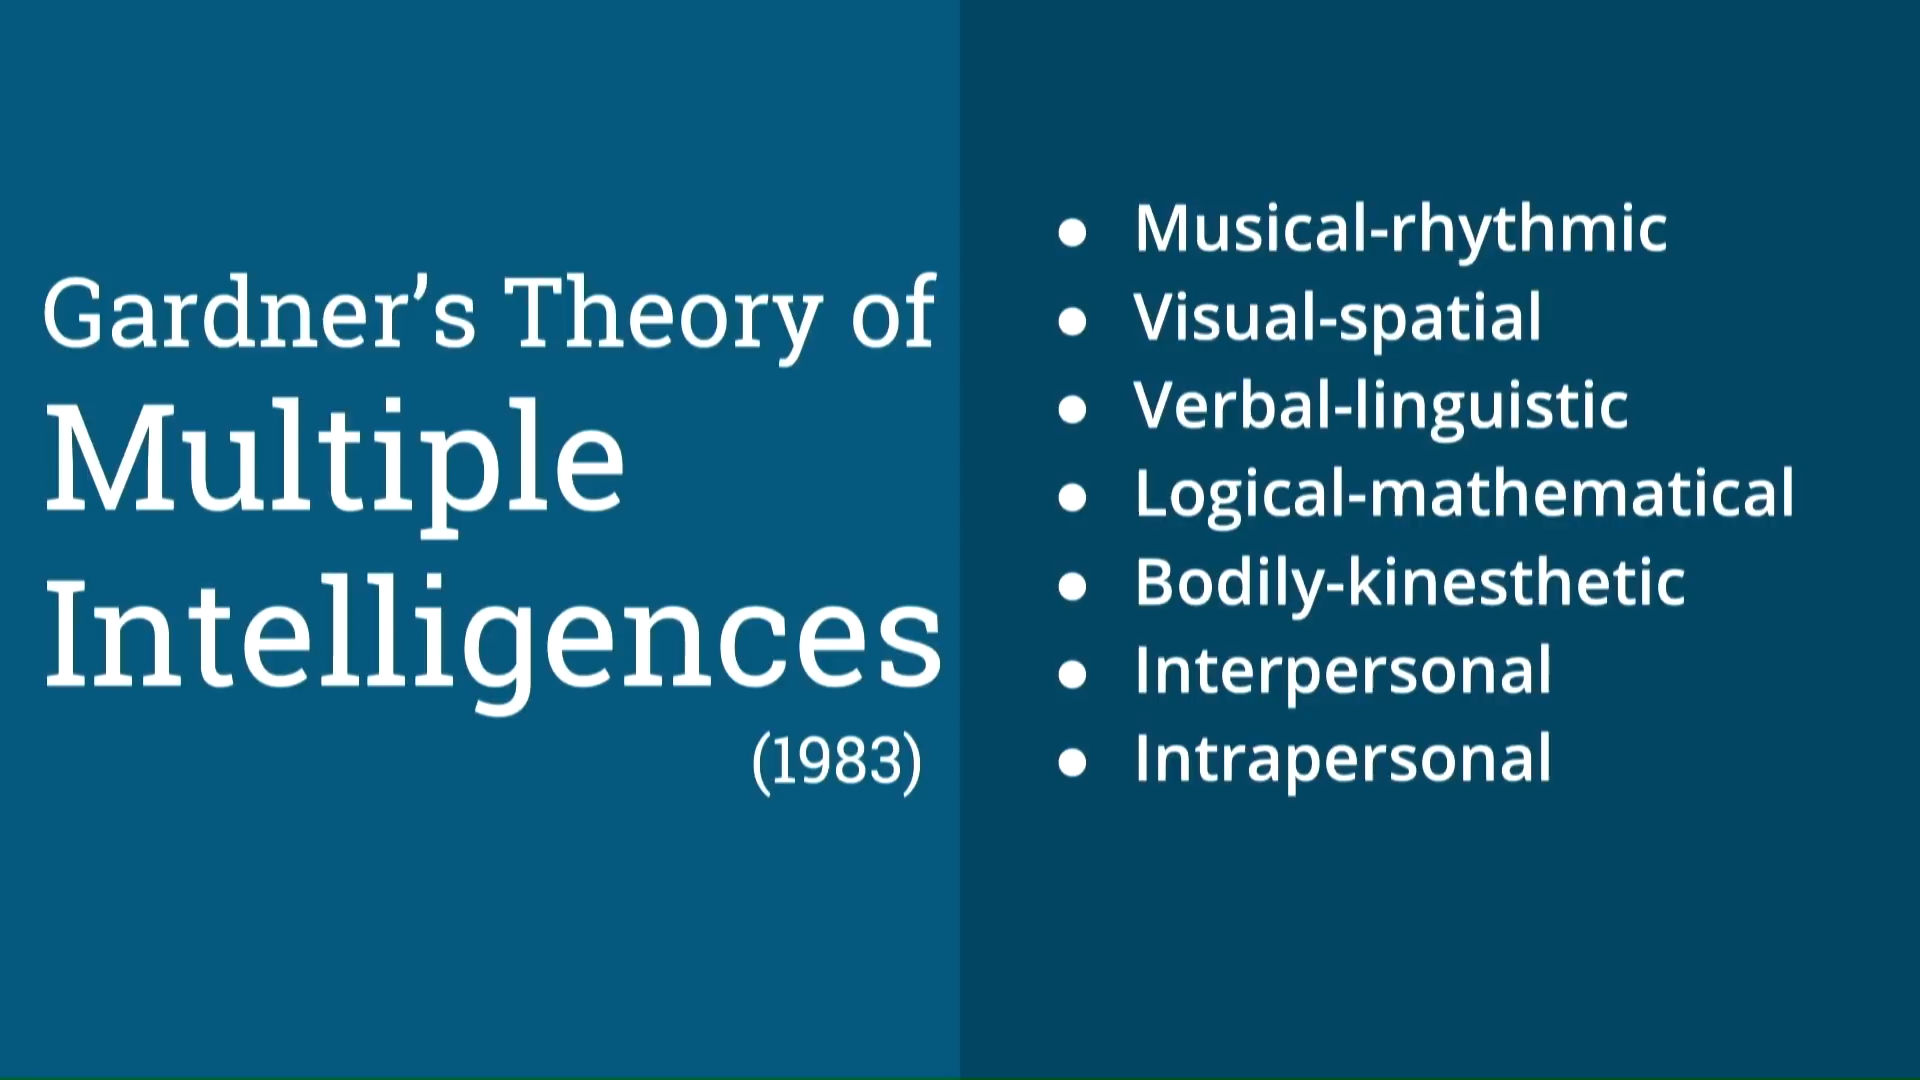 Gardner’s Theory of
Multiple
Intelligences
(1983)
● Musical-rhythmic
● Visual-spatial
● Verbal-linguistic
● Logical-mathematical
● Bodily-kinesthetic
● Interpersonal
● Intrapersonal